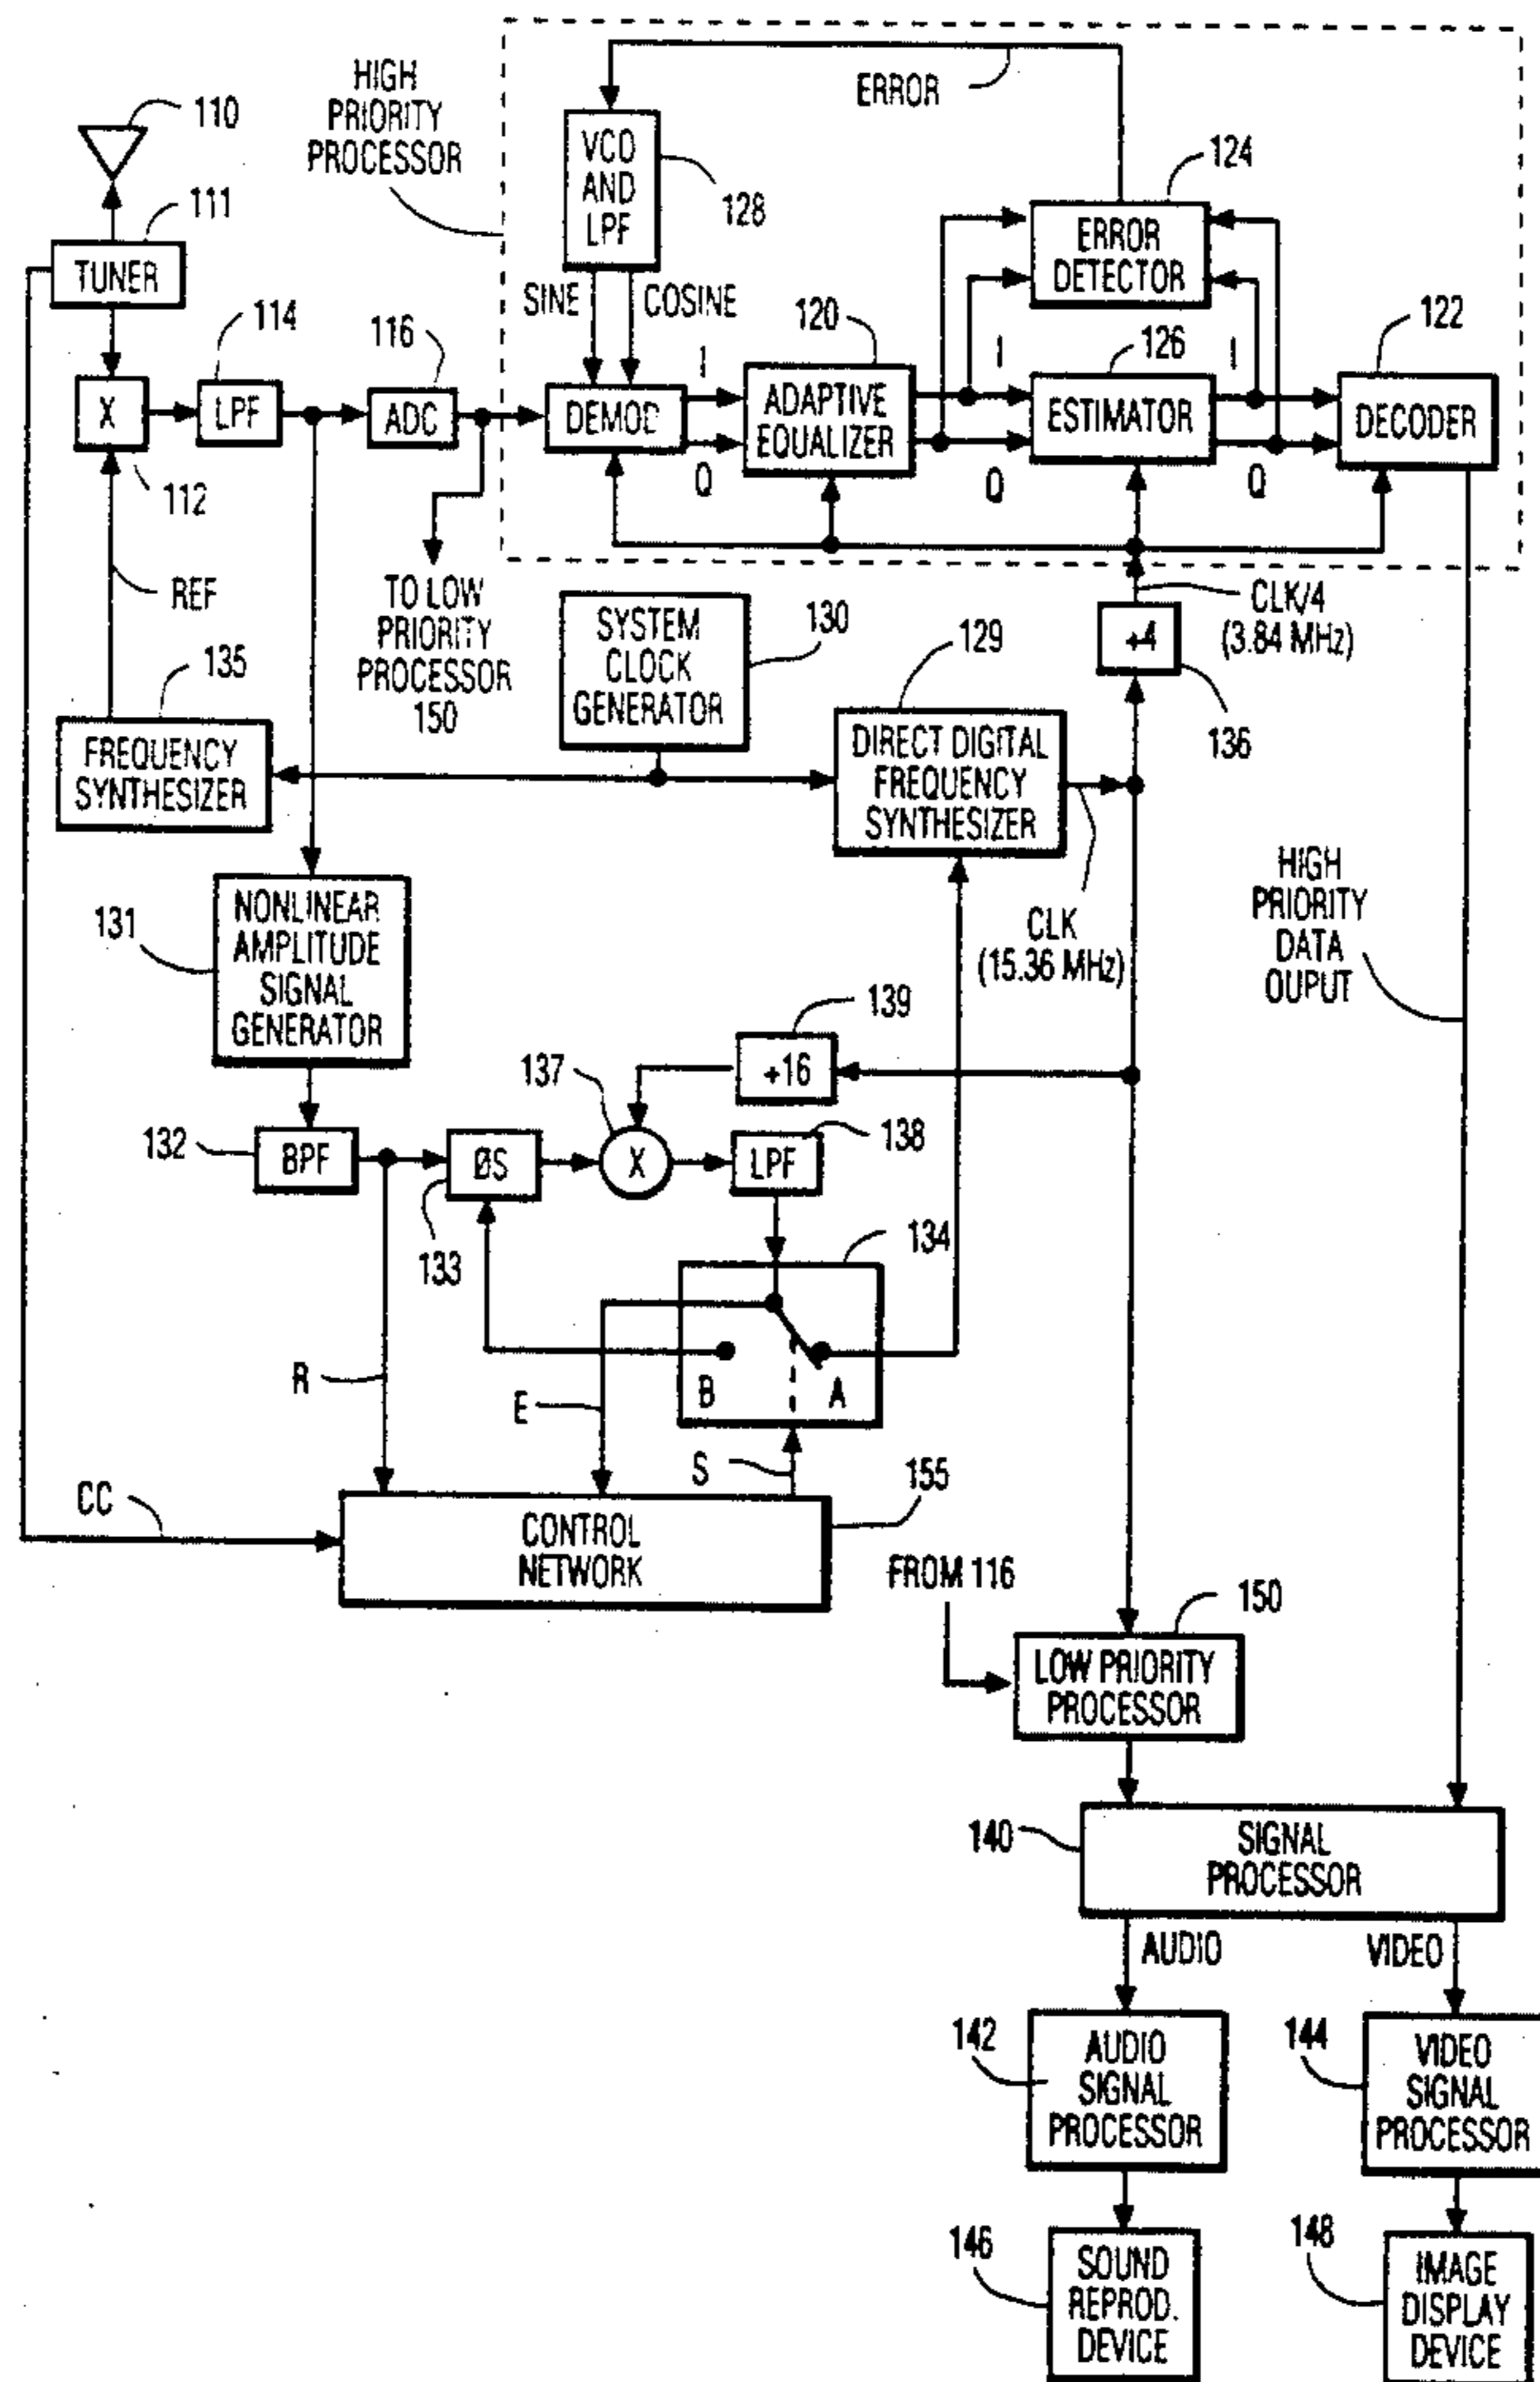 HIGH
PRIORITY
PROCESSOR
ERROR
110
VCO
AND
LPF
128
124
111
ERROR
DETECTOR
TUNER
SINE
COSINE
114
116
120
126
122
I
I
I
X
LPF
ADC
DEMOD
ADAPTIVE
EQUALIZER
ESTIMATOR
DECODER
Q
Q
Q
112
REF
TO LOW
PRIORITY
PROCESSOR
150
SYSTEM
CLOCK
GENERATOR
130
129
+4
CLK/4
(3.84 MHz)
136
135
FREQUENCY
SYNTHESIZER
DIRECT DIGITAL
FREQUENCY
SYNTHESIZER
131
NONLINEAR
AMPLITUDE
SIGNAL
GENERATOR
CLK
(15.36 MHz)
HIGH
PRIORITY
DATA
OUPUT
139
137
+16
132
BPF
ØS
133
X
LPF
138
134
R
E
B
A
S
155
CC
CONTROL
NETWORK
FROM 116
150
LOW PRIORITY
PROCESSOR
140
SIGNAL
PROCESSOR
AUDIO
VIDEO
142
AUDIO
SIGNAL
PROCESSOR
144
VIDEO
SIGNAL
PROCESSOR
146
SOUND
REPROD.
DEVICE
148
IMAGE
DISPLAY
DEVICE